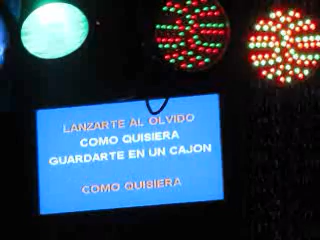 LANZARTE AL OLVIDO
COMO QUISIERA
GUARDARTE EN UN CAJON
COMO QUISIERA